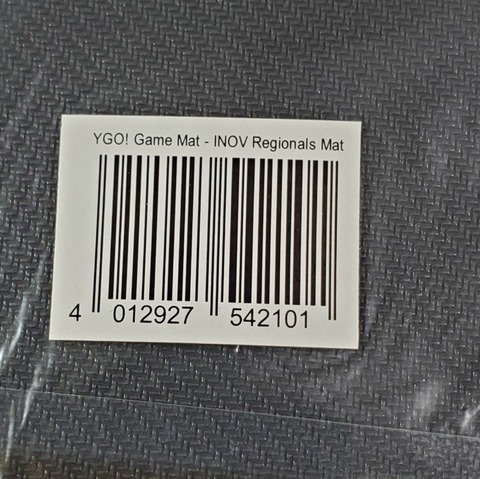 YGO! Game Mat - INOV Regionals Mat
4 012927 542101